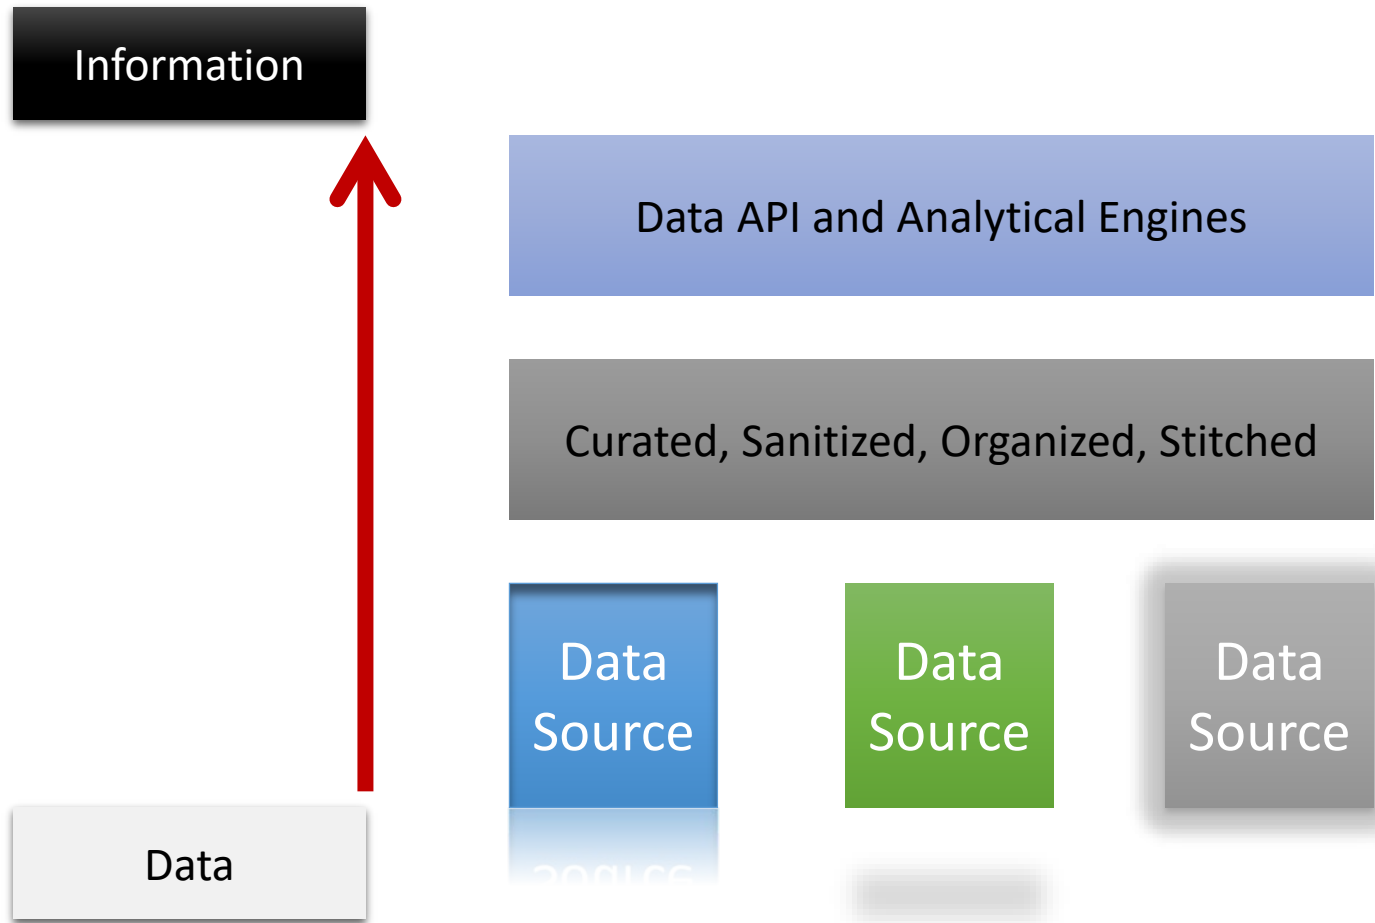 Information
Data API and Analytical Engines
Curated, Sanitized, Organized, Stitched
Data
Source
Data
Source
Data
Source
Data